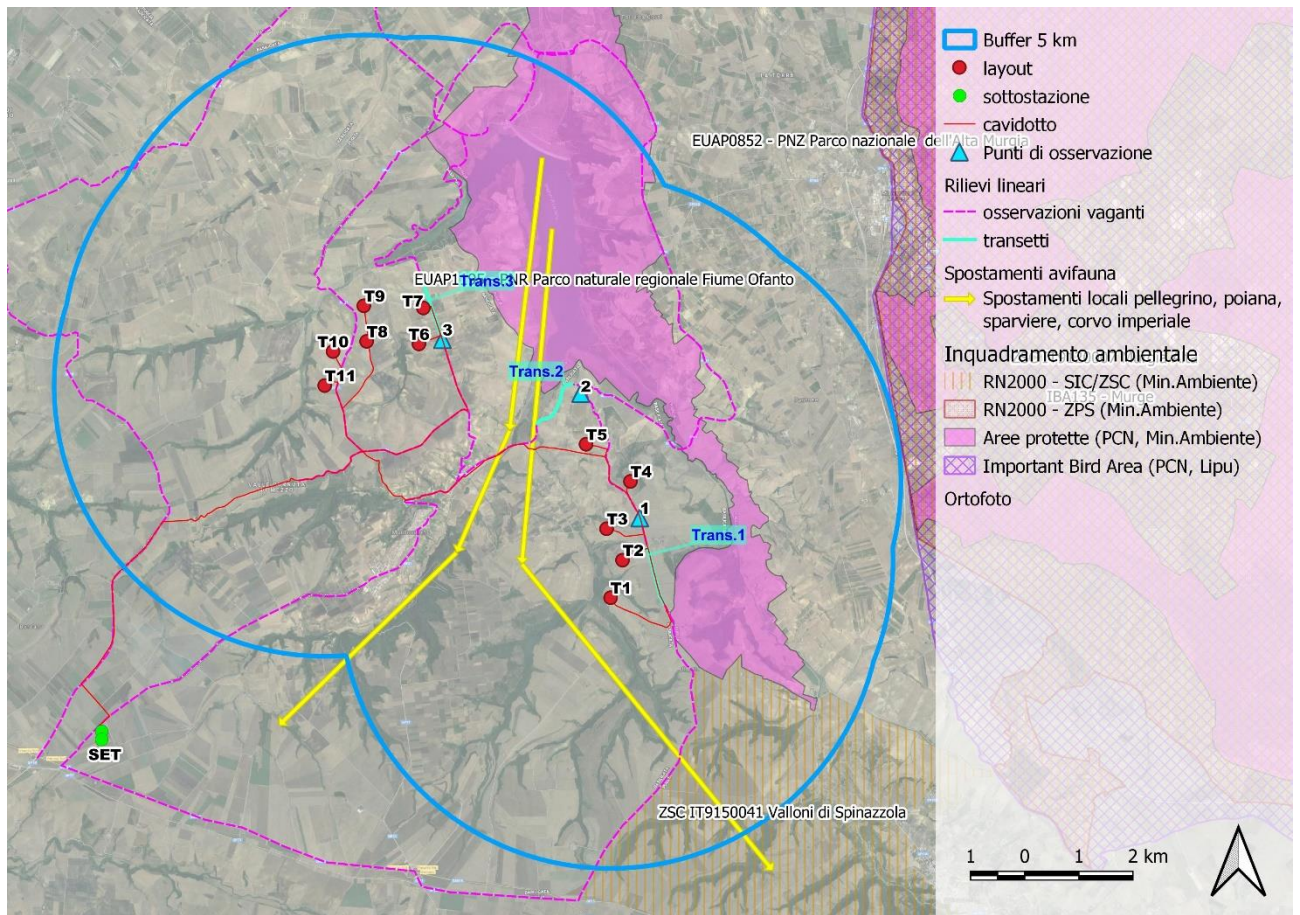 Buffer 5 km
layout
sottostazione
cavidotto
EUAP0852 - PNZ Parco nazionale dell'Alta Murgia
Punti di osservazione
Rilievi lineari
osservazioni vaganti
transetti
Spostamenti avifauna
Spostamenti locali pellegrino, poiana,
sparviere, corvo imperiale
Inquadramento ambientale
RN2000 - SIC/ZSC (Min.Ambiente)
IBA135 - Murge
RN2000 - ZPS (Min.Ambiente)
Aree protette (PCN, Min.Ambiente)
Important Bird Area (PCN, Lipu)
Ortofoto
PNR Parco naturale regionale Fiume Ofanto
Trans.3
T9
T7
T8
T6
3
T10
T11
Trans.2
2
T5
T4
1
T3
Trans.1
T2
T1
SET
ZSC IT9150041 Valloni di Spinazzola
1 0 1 2 km